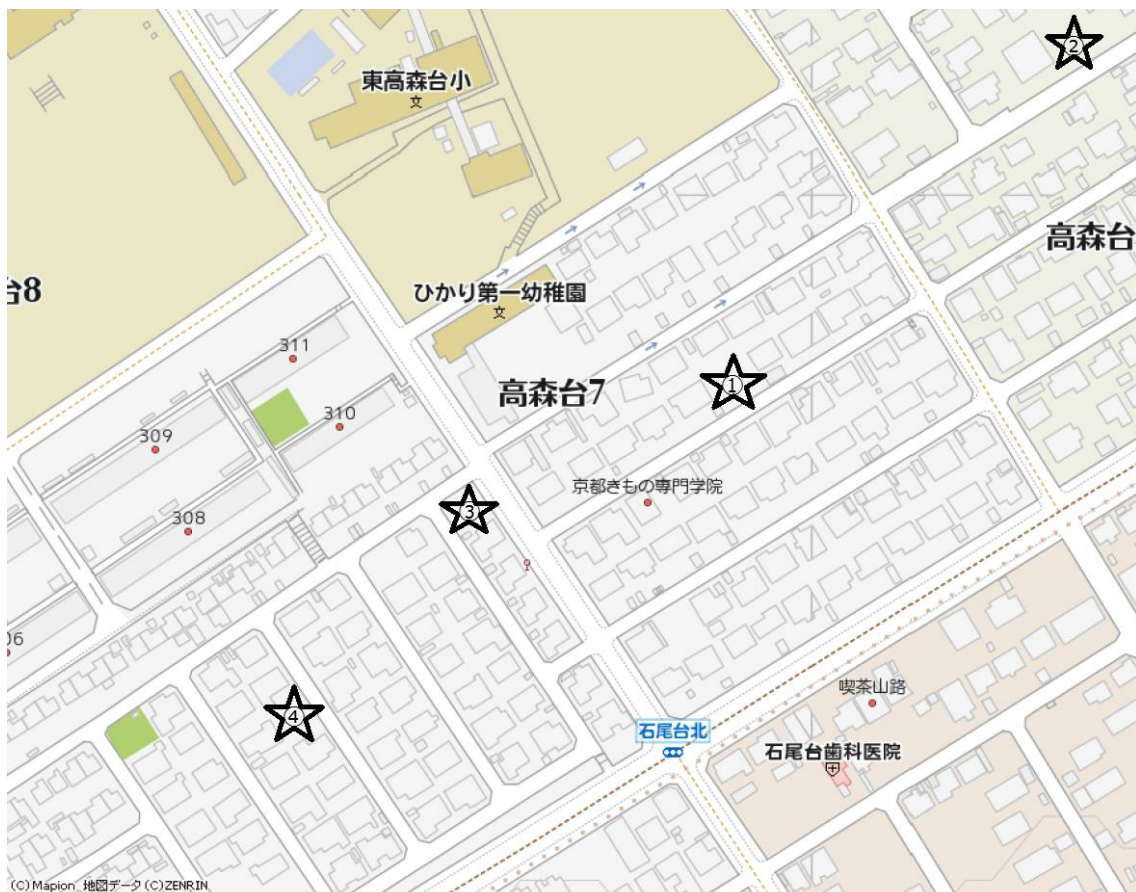 ②
東高森台小
文
高森台
台8
ひかり第一幼稚園
文
311
①
高森台7
310
309
京都きもの専門学院
③
308
06
喫茶山路
④
石尾台北
石尾台歯科医院
(C)Mapion 地図データ (C)ZENRIN